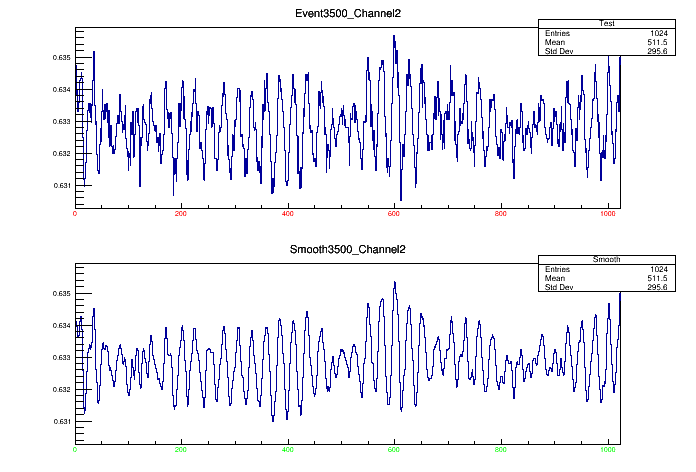 Event3500_Channel2
Test
Entries 1024
Mean 511.5
Std Dev 295.6
0.635
0.634
0.633
0.632
0.631
0 200 400 600 800 1000
Smooth3500_Channel2
Smooth
Entries 1024
Mean 511.5
Std Dev 295.6
0.635
0.634
0.633
0.632
0.631
0 200 400 600 800 1000